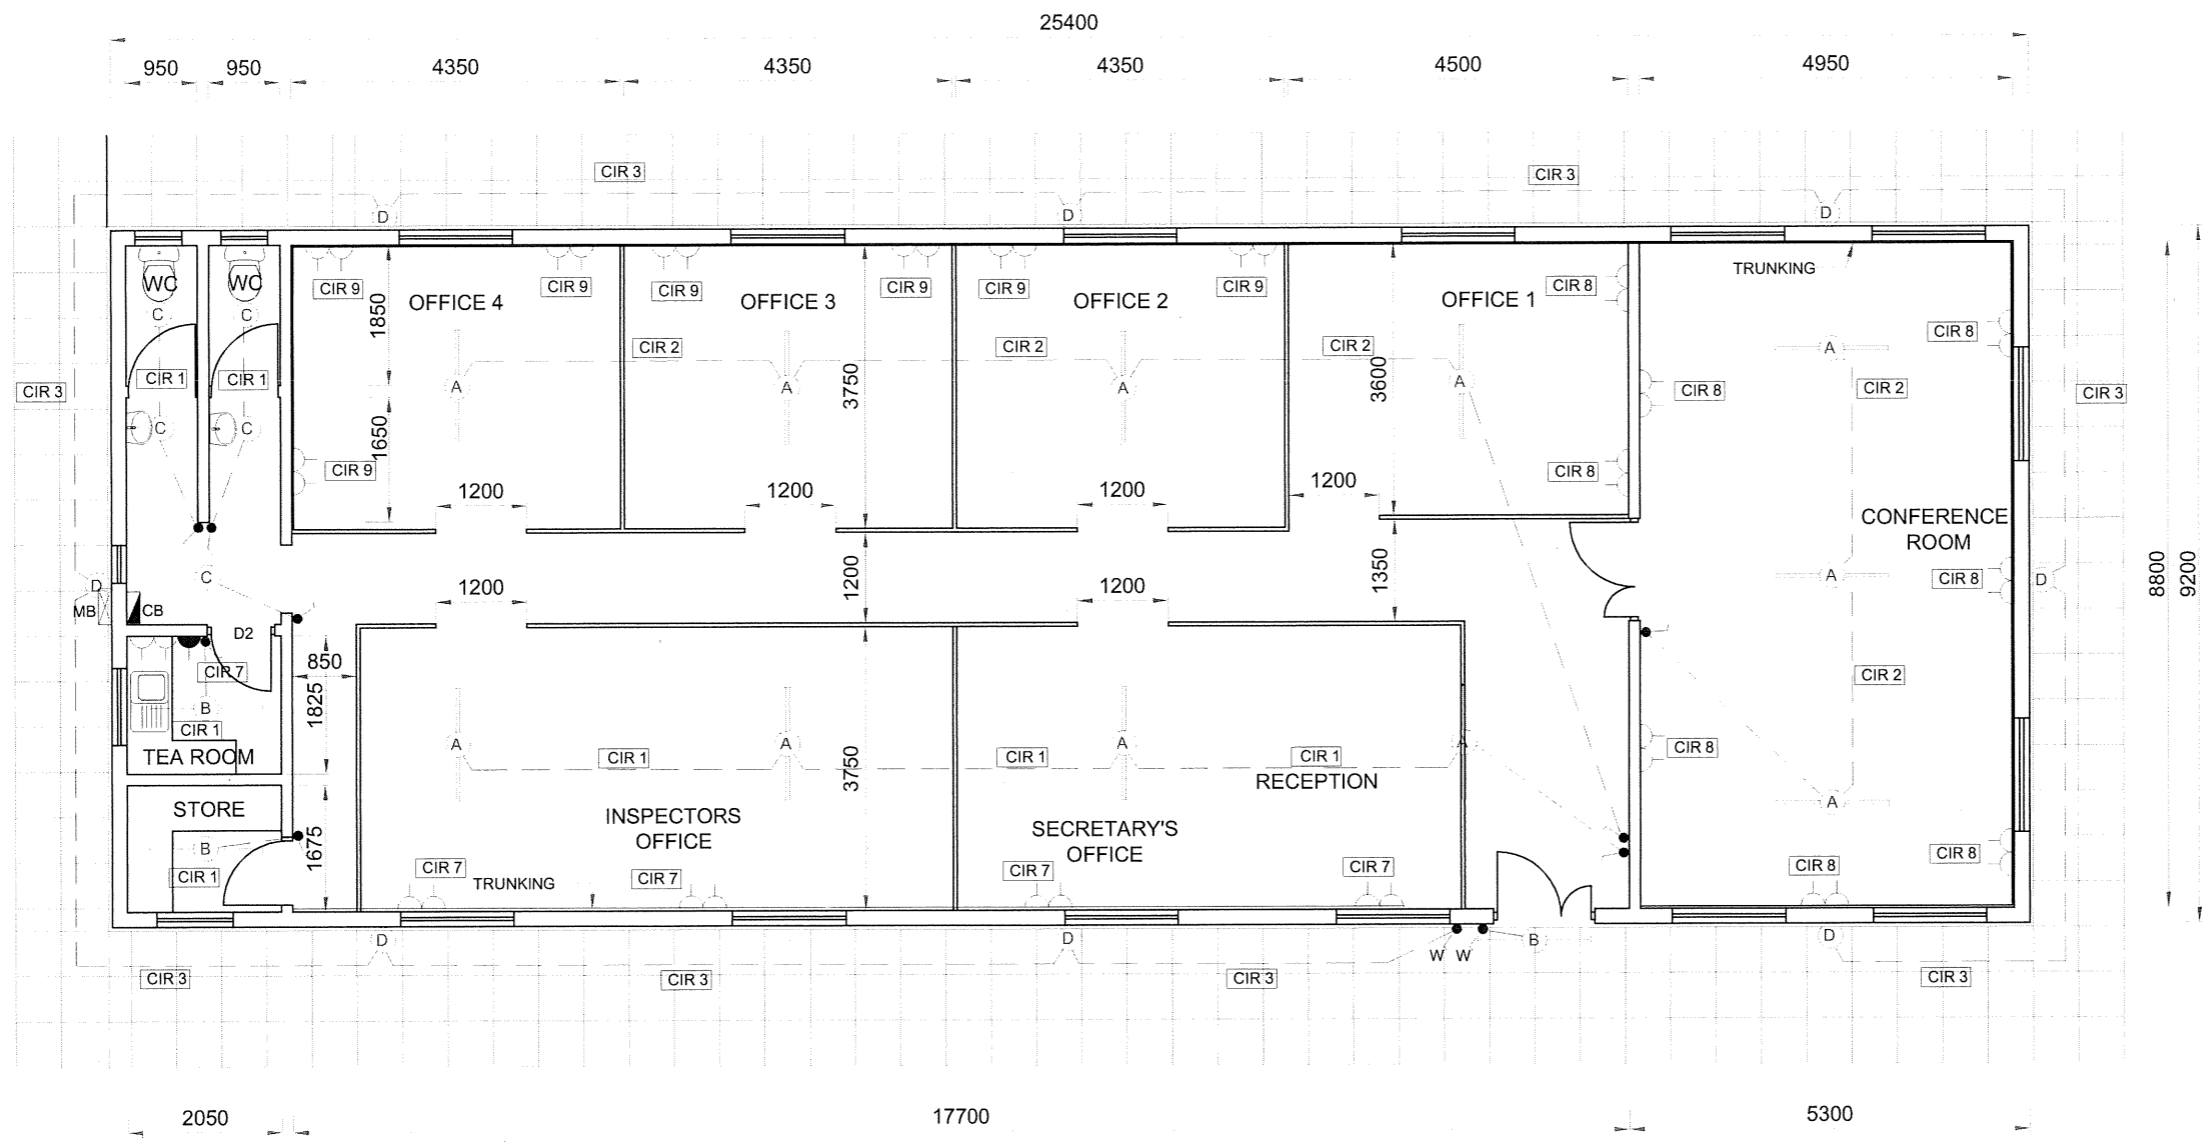 25400
950 950 4350 4350 4350 4500 4950
CIR 3 CIR 3
D D D
WC WC
CIR 9 CIR 9 CIR 9 CIR 9 CIR 9 CIR 9 CIR 8
TRUNKING
OFFICE 4 OFFICE 3 OFFICE 2 OFFICE 1
C C
1850
CIR 8
CIR 2 CIR 2 CIR 2
A
CIR 3 CIR 1 CIR 1
A A A A
3750 3600
CIR 8 CIR 2 CIR 3
C C
1650
CIR 9 CIR 8
1200 1200 1200 1200
CONFERENCE
ROOM
C
1200 1200 1200 1350
D
A
CIR 8
D
8800
9200
MB CB
D2
850
CIR 7
1825
B
CIR 1
TEA ROOM
CIR 2
A A A A
CIR 1 CIR 1 CIR 1
CIR 8
3750
RECEPTION
STORE
A
INSPECTORS
OFFICE
SECRETARY'S
OFFICE
B
1675
CIR 1
CIR 7 CIR 7 CIR 7 CIR 7
TRUNKING
CIR 8 CIR 8
D D B D
W W
CIR 3 CIR 3 CIR 3 CIR 3
2050 17700 5300